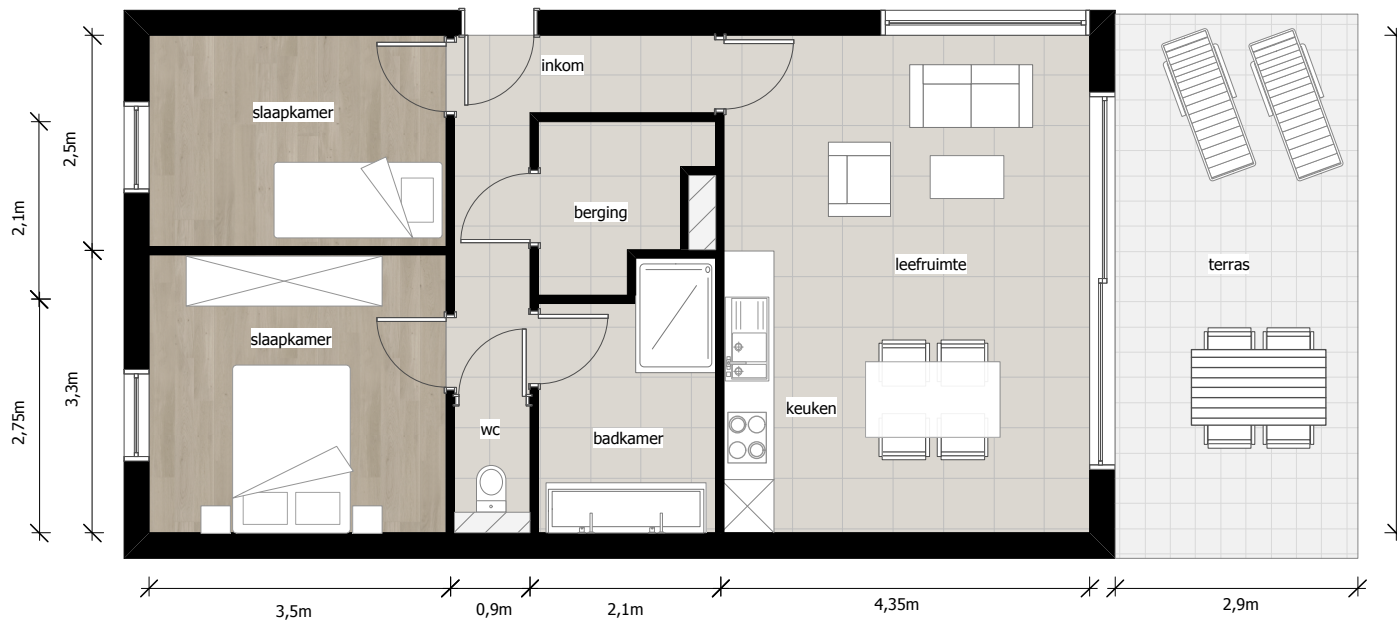 inkom
slaapkamer
2,5m
2,1m
berging
leefruimte
terras
slaapkamer
3,3m
2,75m
keuken
wc
badkamer
3,5m
0,9m
2,1m
4,35m
2,9m